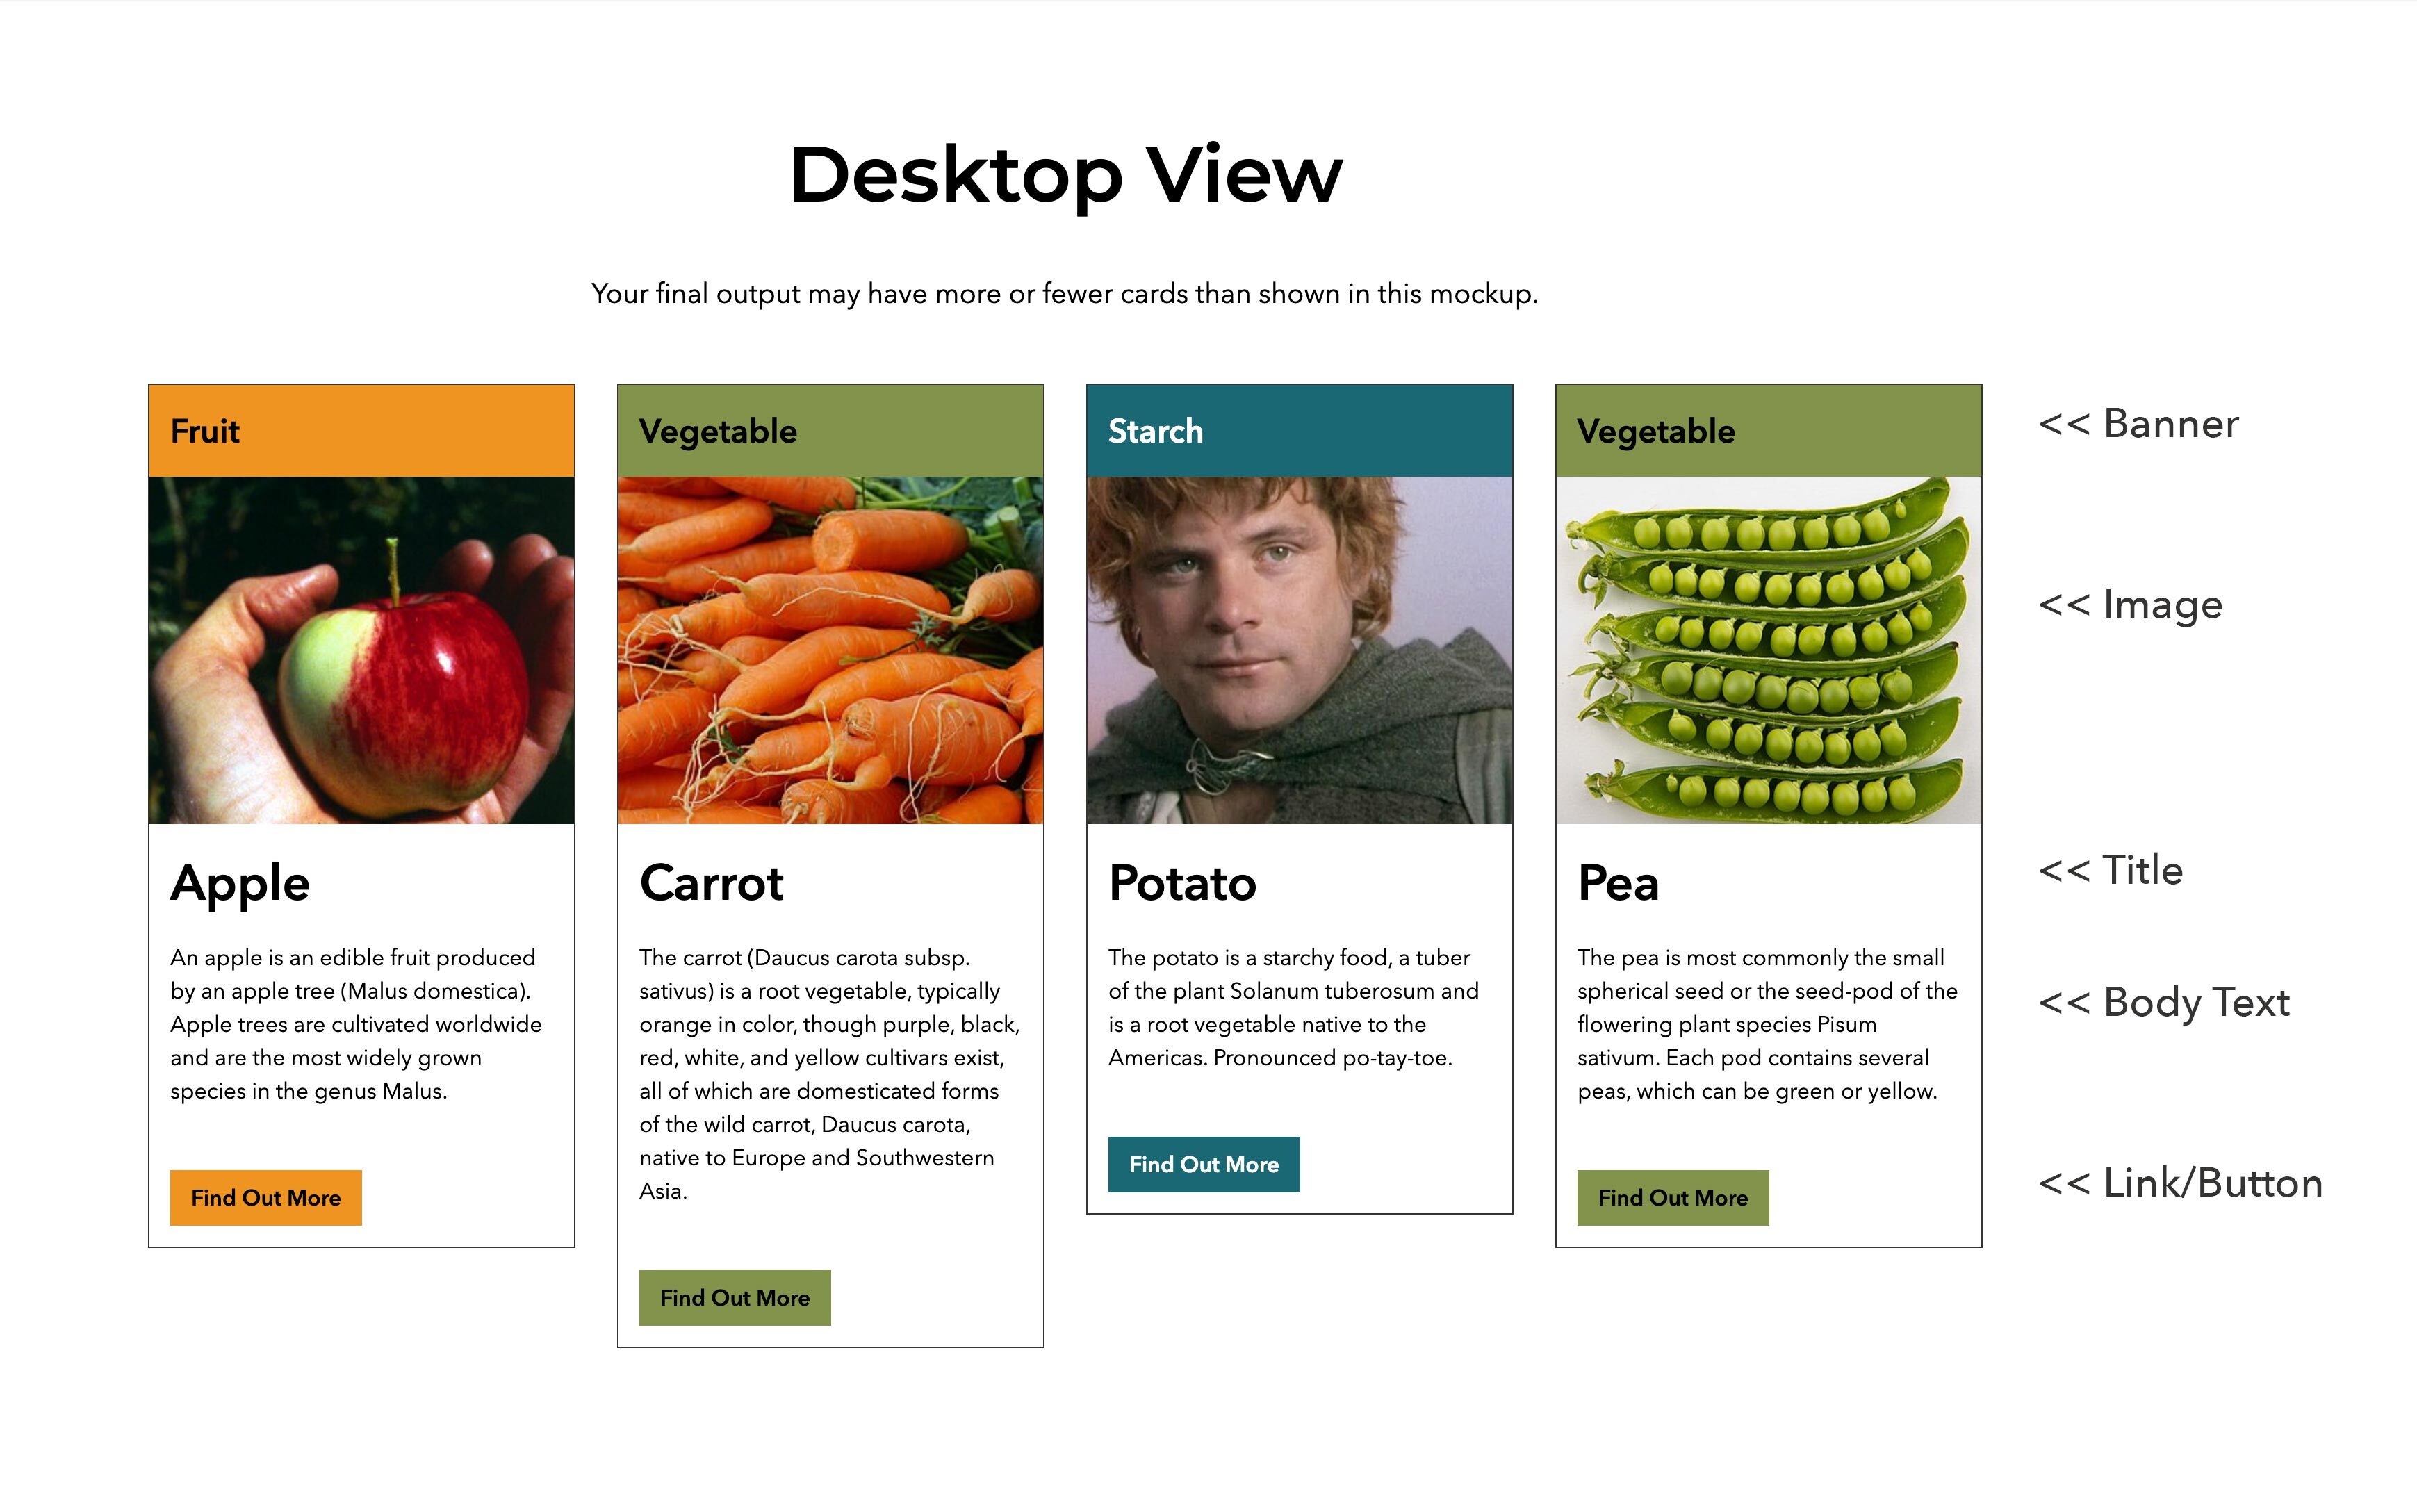 Desktop View
Your final output may have more or fewer cards than shown in this mockup.
Fruit
Apple
An apple is an edible fruit produced
by an apple tree (Malus domestica).
Apple trees are cultivated worldwide
and are the most widely grown
species in the genus Malus.
Find Out More
Vegetable
Carrot
The carrot (Daucus carota subsp.
sativus) is a root vegetable, typically
orange in color, though purple, black,
red, white, and yellow cultivars exist,
all of which are domesticated forms
of the wild carrot, Daucus carota,
native to Europe and Southwestern
Asia.
Find Out More
Starch
Potato
The potato is a starchy food, a tuber
of the plant Solanum tuberosum and
is a root vegetable native to the
Americas. Pronounced po-tay-toe.
Find Out More
Vegetable
Pea
The pea is most commonly the small
spherical seed or the seed-pod of the
flowering plant species Pisum
sativum. Each pod contains several
peas, which can be green or yellow.
Find Out More
<< Banner
<< Image
<< Title
<< Body Text
<< Link/Button